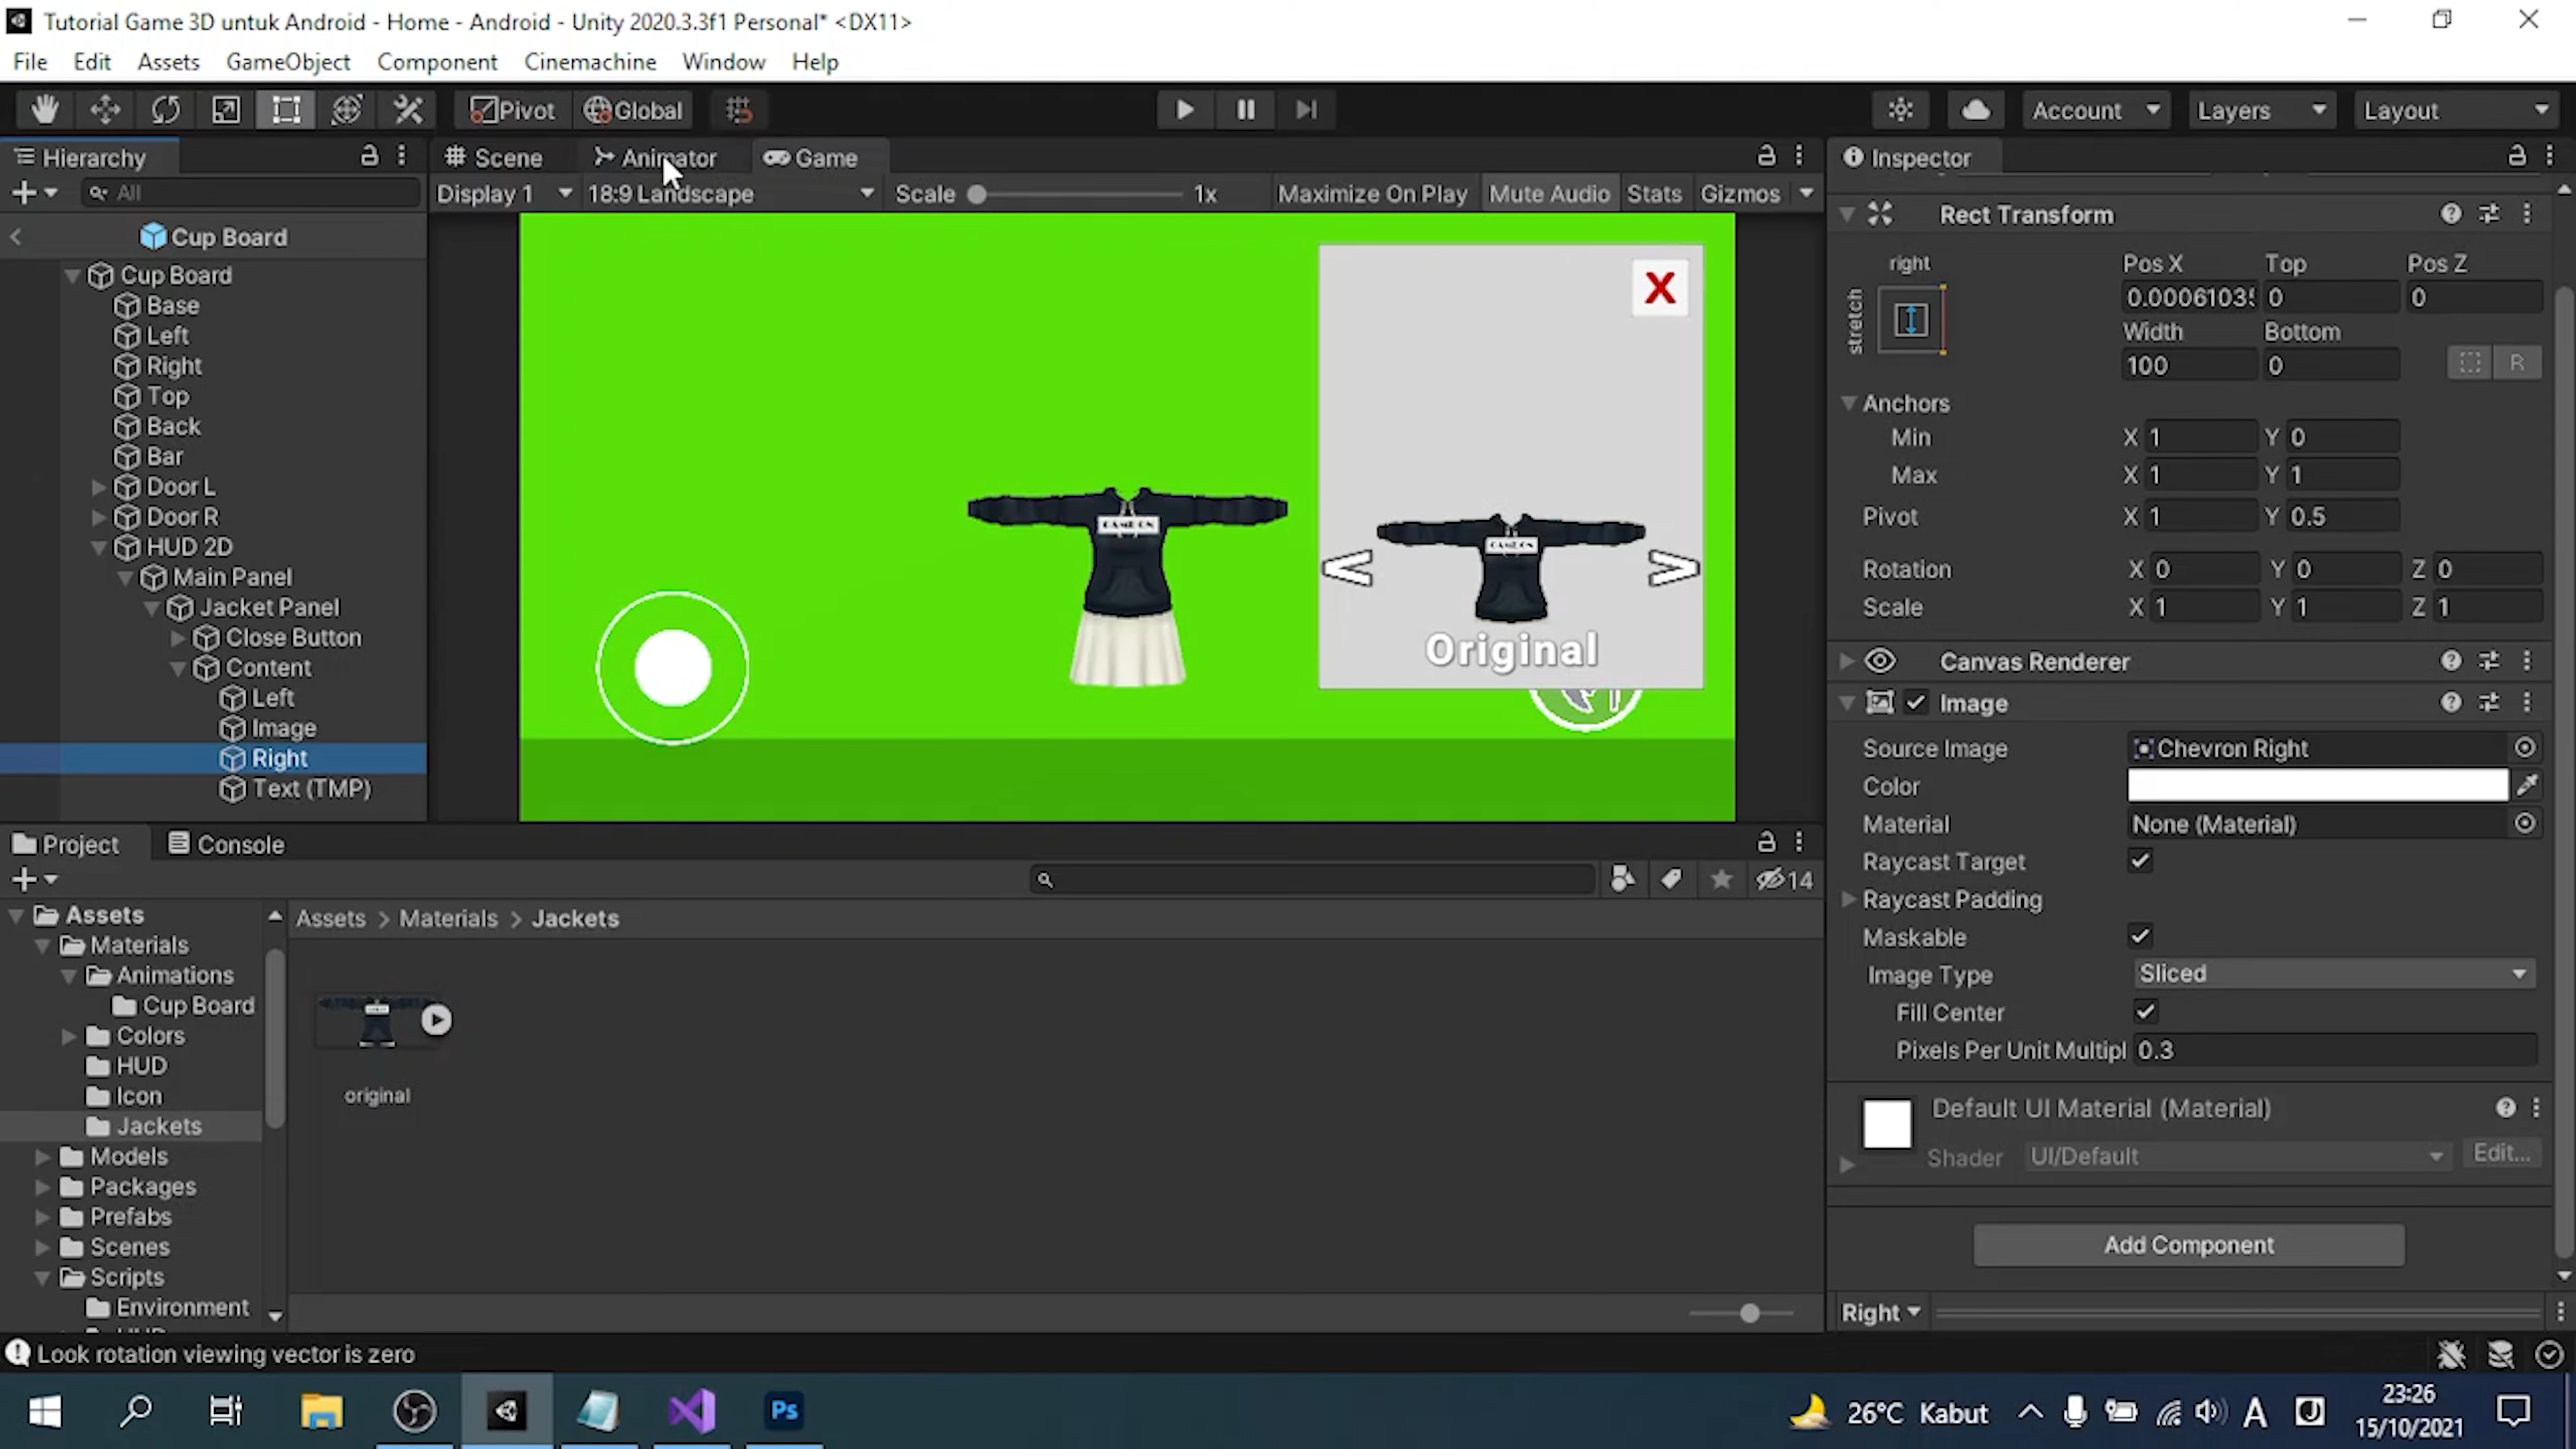 Tutorial Game 3D untuk Android - Home - Android - Unity 2020.3.3f1 Personal* <DX11>
File Edit Assets GameObject Component Cinemachine Window Help
Pivot Global Account Layers Layout
Hierarchy
All
Cup Board
Cup Board
Base
Left
Right
Top
Back
Bar
Door L
Door R
HUD 2D
Main Panel
Jacket Panel
Close Button
Content
Left
Image
Right
Text (TMP)
Scene Animator Game
Display 1 18:9 Landscape Scale 1x Maximize On Play Mute Audio Stats Gizmos
X
< >
Original
Inspector
Rect Transform
right
stretch
Pos X Top Pos Z
0.00061035 0 0
Width Bottom
100 0
R
Anchors
Min X 1 Y 0
Max X 1 Y 1
Pivot X 1 Y 0.5
Rotation X 0 Y 0 Z 0
Scale X 1 Y 1 Z 1
Canvas Renderer
Image
Source Image Chevron Right
Color
Material None (Material)
Raycast Target
Raycast Padding
Maskable
Image Type Sliced
Fill Center
Pixels Per Unit Multipl 0.3
Default UI Material (Material)
Shader UI/Default Edit...
Add Component
Right
Project Console
14
Assets
Materials
Animations
Cup Board
Colors
HUD
Icon
Jackets
Models
Packages
Prefabs
Scenes
Scripts
Environment
Assets > Materials > Jackets
original
Look rotation viewing vector is zero
Ps
26°C Kabut
A
23:26
15/10/2021